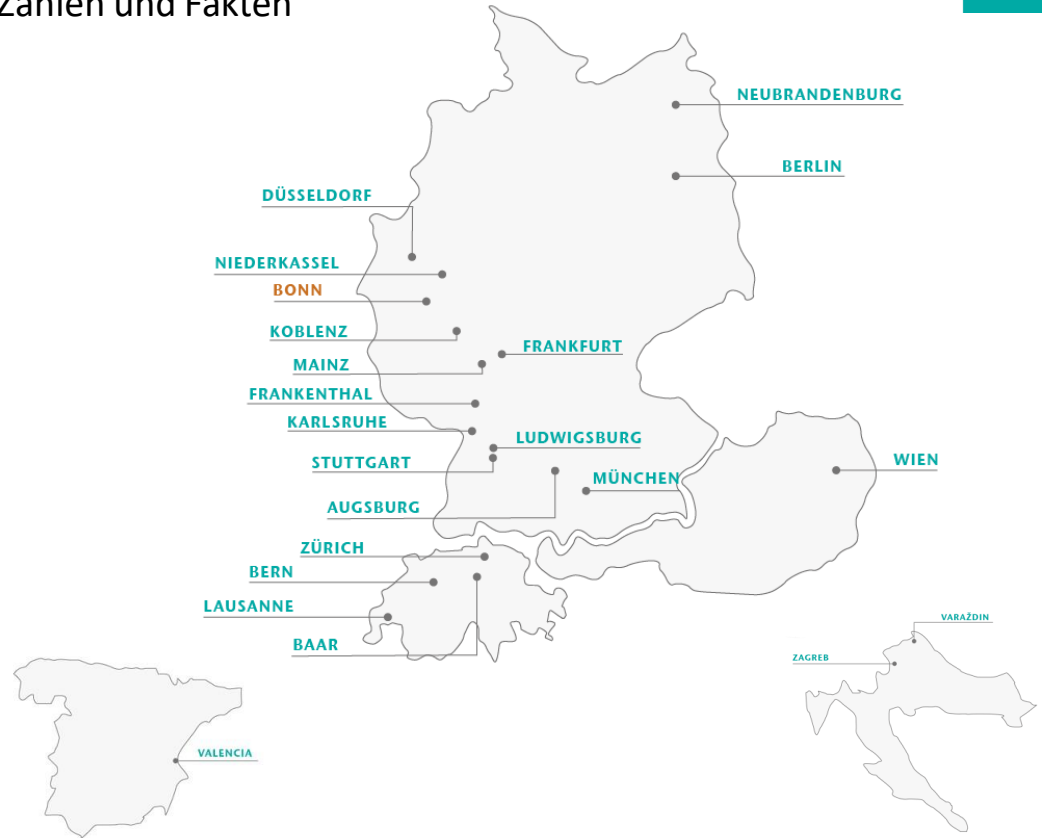 Zahlen und Fakten
NEUBRANDENBURG
BERLIN
DÜSSELDORF
NIEDERKASSEL
BONN
KOBLENZ
FRANKFURT
MAINZ
FRANKENTHAL
KARLSRUHE
LUDWIGSBURG
STUTTGART
WIEN
MÜNCHEN
AUGSBURG
ZÜRICH
BERN
LAUSANNE
BAAR
VARAŽDIN
ZAGREB
VALENCIA